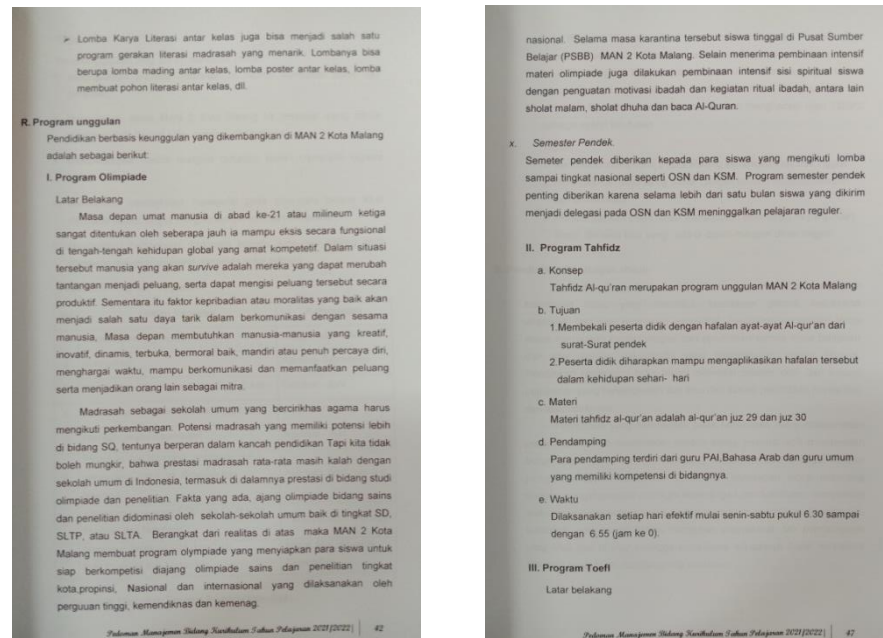 ➢ Lomba Karya Literasi antar kelas juga bisa menjadi salah satu
program gerakan literasi madrasah yang menarik. Lombanya bisa
berupa lomba mading antar kelas, lomba poster antar kelas, lomba
membuat pohon literasi antar kelas, dll.
R. Program unggulan
Pendidikan berbasis keunggulan yang dikembangkan di MAN 2 Kota Malang
adalah sebagai berikut:
I. Program Olimpiade
Latar Belakang
Masa depan umat manusia di abad ke-21 atau milineum ketiga
sangat ditentukan oleh seberapa jauh ia mampu eksis secara fungsional
di tengah-tengah kehidupan global yang amat kompetetif. Dalam situasi
tersebut manusia yang akan survive adalah mereka yang dapat merubah
tantangan menjadi peluang, serta dapat mengisi peluang tersebut secara
produktif. Sementara itu faktor kepribadian atau moralitas yang baik akan
menjadi salah satu daya tarik dalam berkomunikasi dengan sesama
manusia, Masa depan membutuhkan manusia-manusia yang kreatif,
inovatif, dinamis, terbuka, bermoral baik, mandiri atau penuh percaya diri,
menghargai waktu, mampu berkomunikasi dan memanfaatkan peluang
serta menjadikan orang lain sebagai mitra.
Madrasah sebagai sekolah umum yang bercirikhas agama harus
mengikuti perkembangan. Potensi madrasah yang memiliki potensi lebih
di bidang SQ, tentunya berperan dalam kancah pendidikan Tapi kita tidak
boleh mungkir, bahwa prestasi madrasah rata-rata masih kalah dengan
sekolah umum di Indonesia, termasuk di dalamnya prestasi di bidang studi
olimpiade dan penelitian. Fakta yang ada, ajang olimpiade bidang sains
dan penelitian didominasi oleh sekolah-sekolah umum baik di tingkat SD,
SLTP, atau SLTA. Berangkat dari realitas di atas maka MAN 2 Kota
Malang membuat program olympiade yang menyiapkan para siswa untuk
siap berkompetisi diajang olimpiade sains dan penelitian tingkat
kota,propinsi, Nasional dan internasional yang dilaksanakan oleh
perguuan tinggi, kemendiknas dan kemenag.
Pedoman Manajemen Bidang Kurikulum Tahun Pelajaran 2021/2022 | 42
nasional. Selama masa karantina tersebut siswa tinggal di Pusat Sumber
Belajar (PSBB) MAN 2 Kota Malang. Selain menerima pembinaan intensif
materi olimpiade juga dilakukan pembinaan intensif sisi spiritual siswa
dengan penguatan motivasi ibadah dan kegiatan ritual ibadah, antara lain
sholat malam, sholat dhuha dan baca Al-Quran.
x. Semester Pendek.
Semeter pendek diberikan kepada para siswa yang mengikuti lomba
sampai tingkat nasional seperti OSN dan KSM. Program semester pendek
penting diberikan karena selama lebih dari satu bulan siswa yang dikirim
menjadi delegasi pada OSN dan KSM meninggalkan pelajaran reguler.
II. Program Tahfidz
a. Konsep
Tahfidz Al-qu'ran merupakan program unggulan MAN 2 Kota Malang
b. Tujuan
1.Membekali peserta didik dengan hafalan ayat-ayat Al-qur'an dari
surat-Surat pendek
2.Peserta didik diharapkan mampu mengaplikasikan hafalan tersebut
dalam kehidupan sehari- hari
c. Materi
Materi tahfidz al-qur'an adalah al-qur'an juz 29 dan juz 30
d. Pendamping
Para pendamping terdiri dari guru PAI,Bahasa Arab dan guru umum
yang memiliki kompetensi di bidangnya.
e. Waktu
Dilaksanakan setiap hari efektif mulai senin-sabtu pukul 6.30 sampai
dengan 6.55 (jam ke 0).
III. Program Toefl
Latar belakang
Pedoman Manajemen Bidang Kurikulum Tahun Pelajaran 2021/2022 | 47